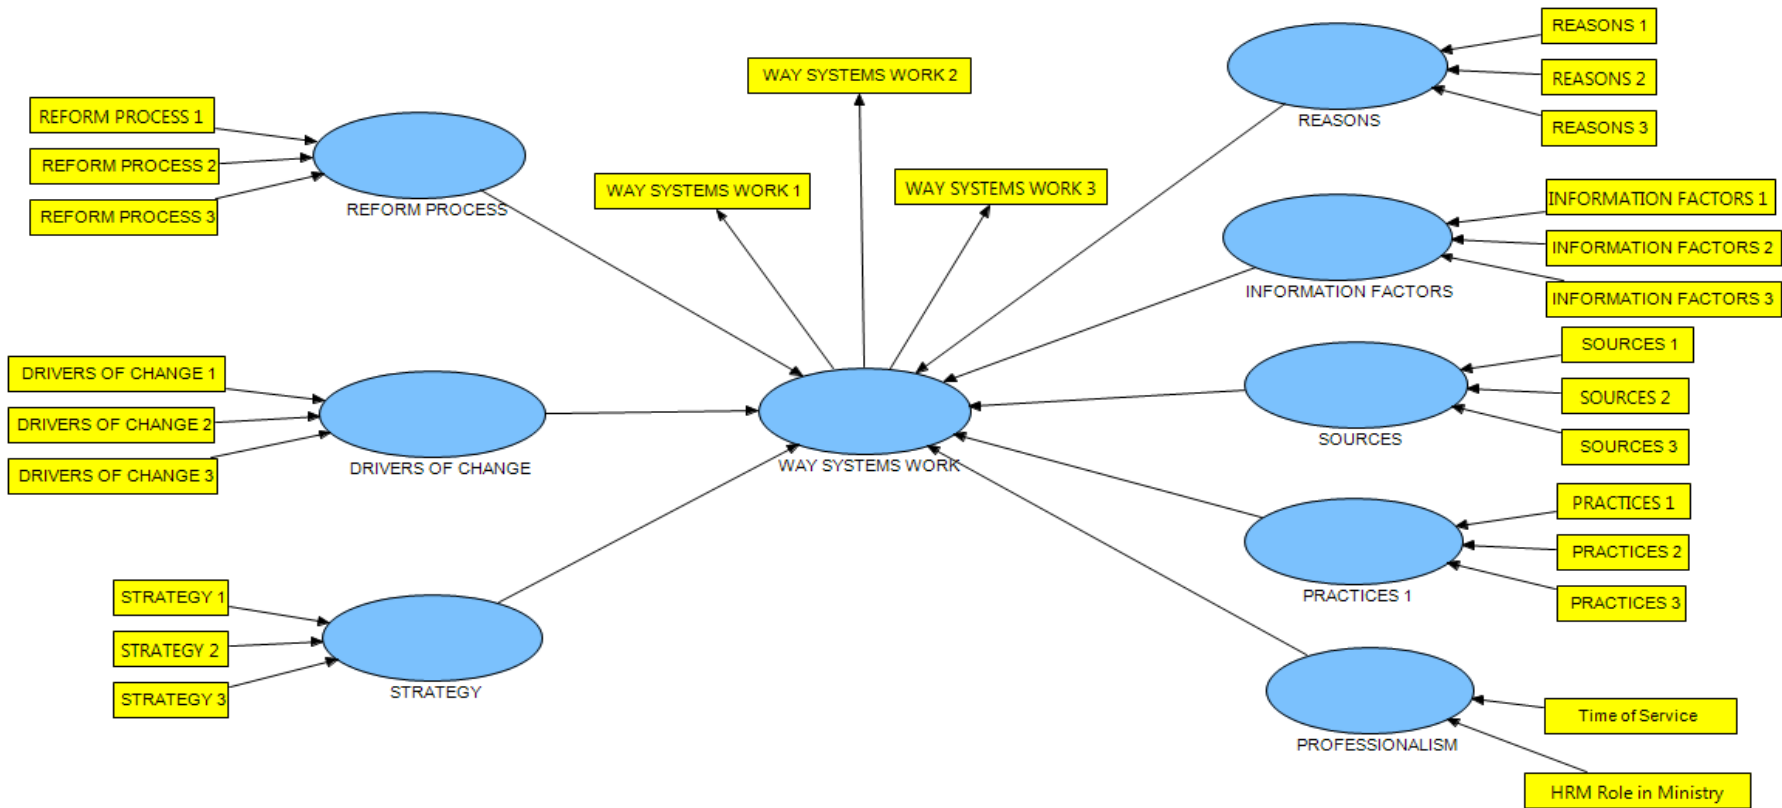 REFORM PROCESS 1
REFORM PROCESS 2
REFORM PROCESS 3
REFORM PROCESS
DRIVERS OF CHANGE 1
DRIVERS OF CHANGE 2
DRIVERS OF CHANGE 3
DRIVERS OF CHANGE
STRATEGY 1
STRATEGY 2
STRATEGY 3
STRATEGY
WAY SYSTEMS WORK 2
WAY SYSTEMS WORK 1
WAY SYSTEMS WORK 3
WAY SYSTEMS WORK
REASONS 1
REASONS 2
REASONS 3
REASONS
INFORMATION FACTORS 1
INFORMATION FACTORS 2
INFORMATION FACTORS 3
INFORMATION FACTORS
SOURCES 1
SOURCES 2
SOURCES 3
SOURCES
PRACTICES 1
PRACTICES 2
PRACTICES 3
PRACTICES 1
Time of Service
HRM Role in Ministry
PROFESSIONALISM